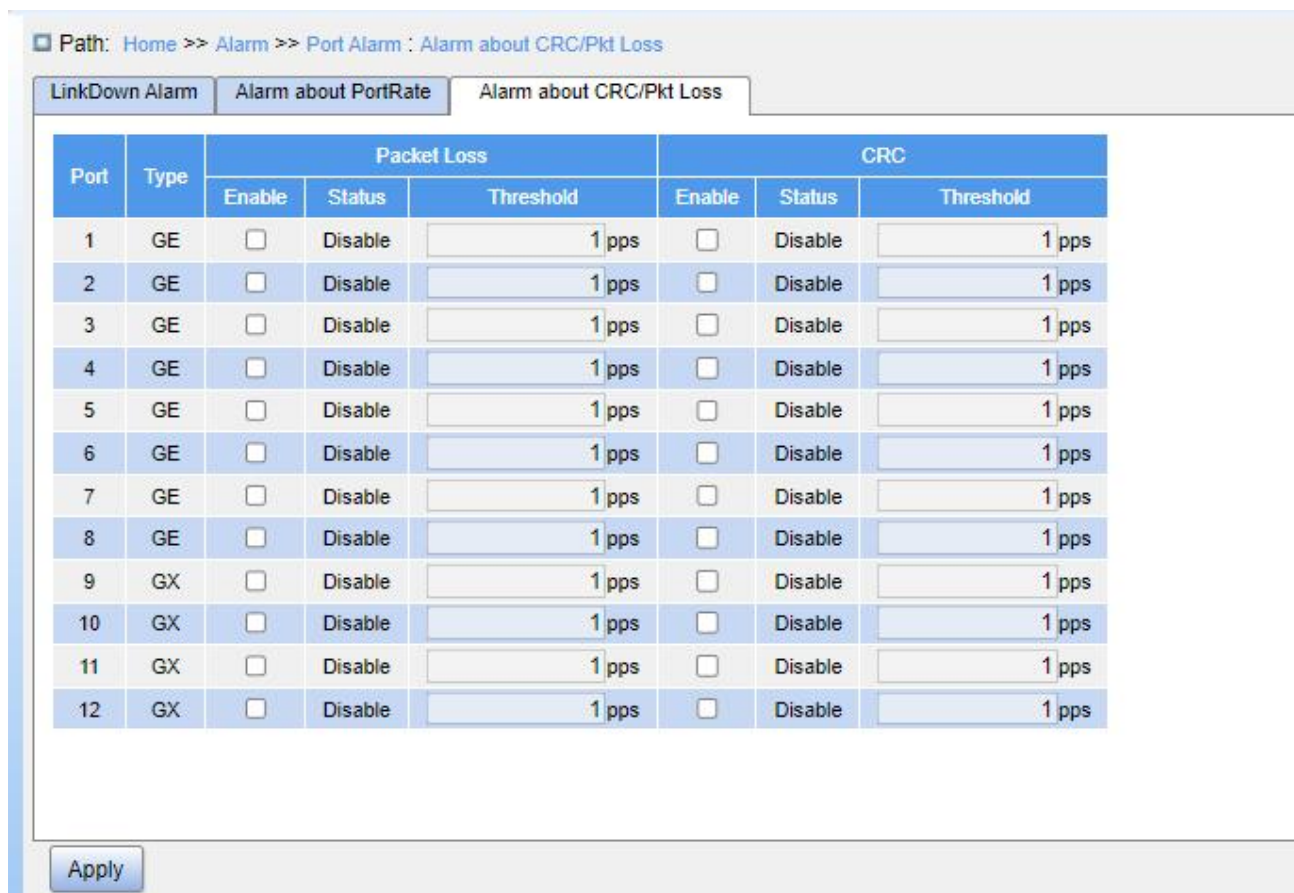 Path: Home >> Alarm >> Port Alarm : Alarm about CRC/Pkt Loss
LinkDown Alarm Alarm about PortRate Alarm about CRC/Pkt Loss
Port Type Packet Loss CRC
Enable Status Threshold Enable Status Threshold
1 GE Disable 1 pps Disable 1 pps
2 GE Disable 1 pps Disable 1 pps
3 GE Disable 1 pps Disable 1 pps
4 GE Disable 1 pps Disable 1 pps
5 GE Disable 1 pps Disable 1 pps
6 GE Disable 1 pps Disable 1 pps
7 GE Disable 1 pps Disable 1 pps
8 GE Disable 1 pps Disable 1 pps
9 GX Disable 1 pps Disable 1 pps
10 GX Disable 1 pps Disable 1 pps
11 GX Disable 1 pps Disable 1 pps
12 GX Disable 1 pps Disable 1 pps
Apply